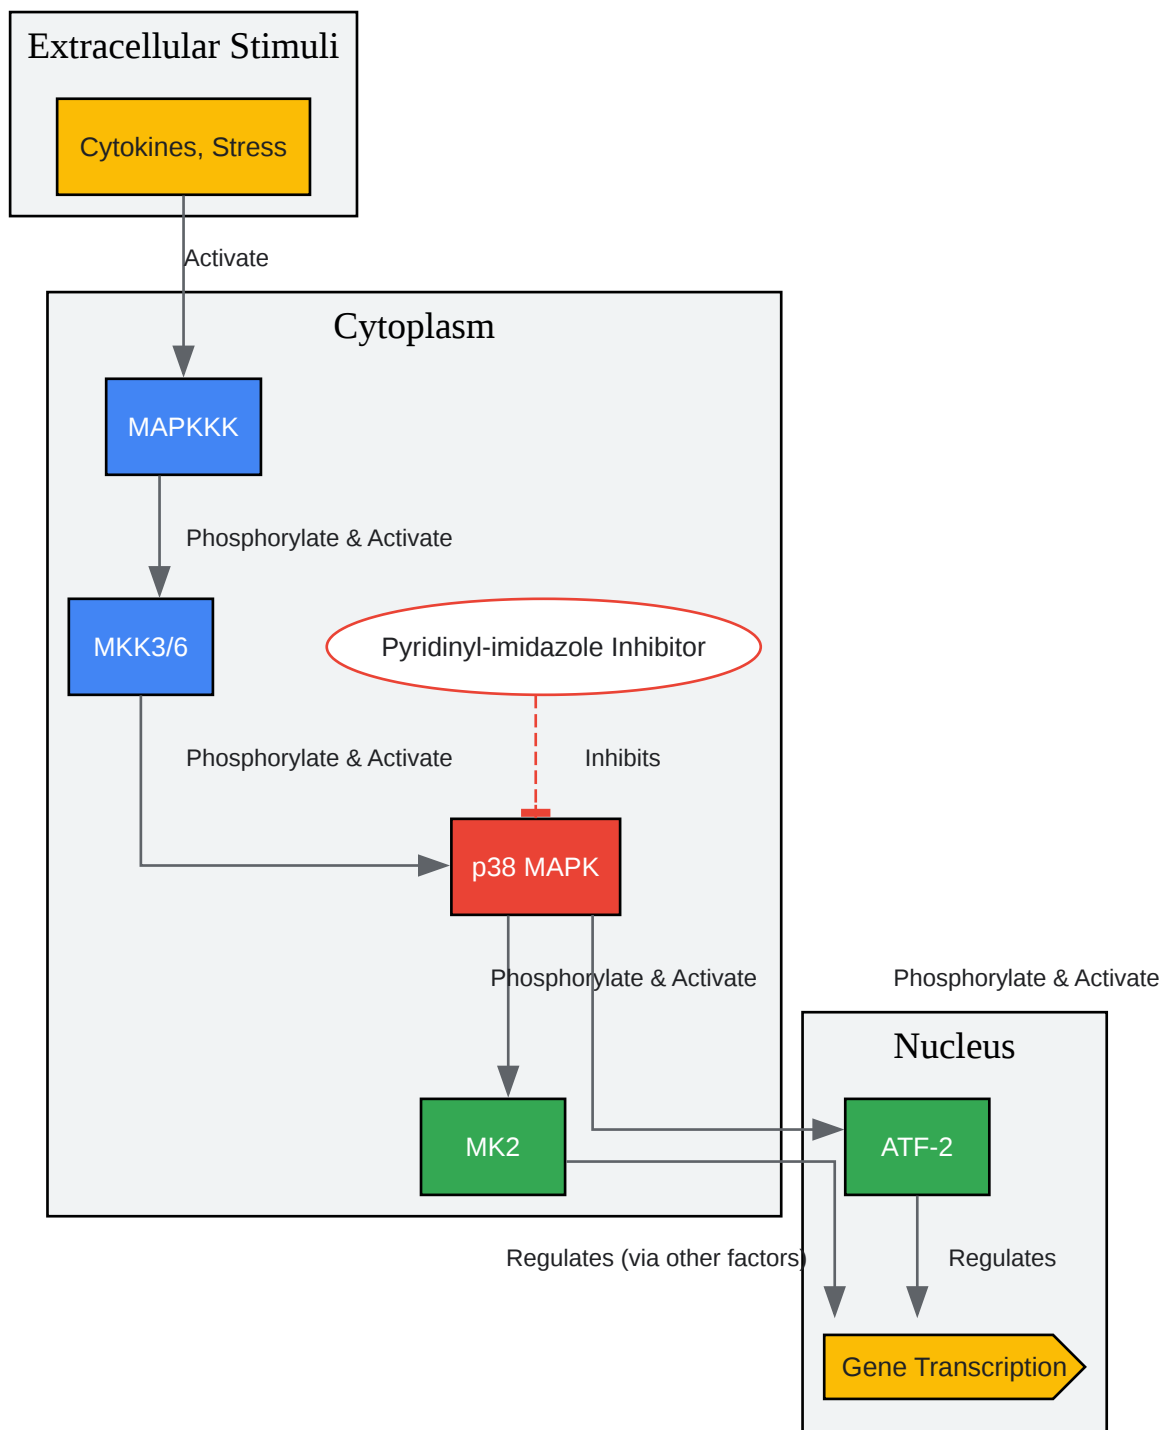 Extracellular Stimuli
Cytokines, Stress
Activate
Cytoplasm
MAPKKK
Phosphorylate & Activate
MKK3/6
Pyridinyl-imidazole Inhibitor
Phosphorylate & Activate
Inhibits
p38 MAPK
Phosphorylate & Activate
Phosphorylate & Activate
Nucleus
MK2
ATF-2
Regulates (via other factors)
Regulates
Gene Transcription